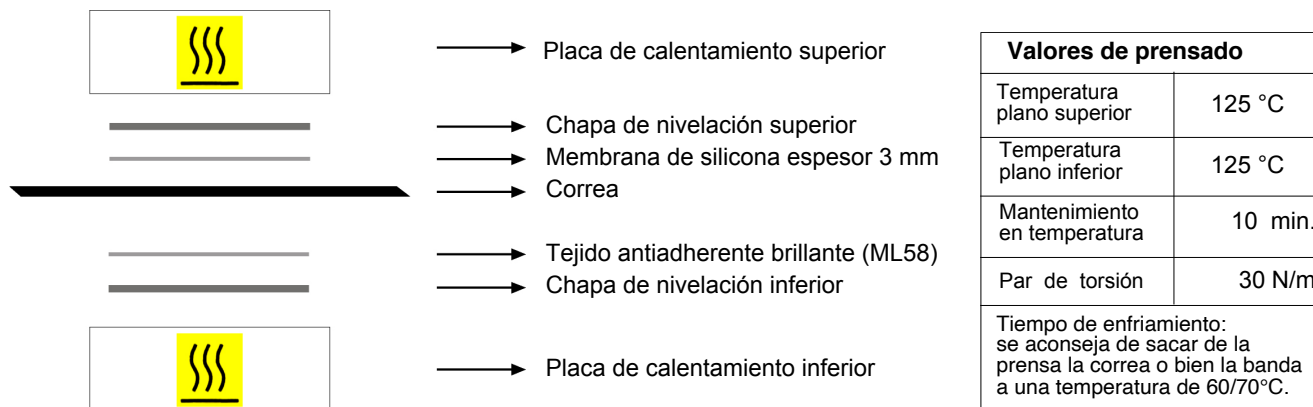 Placa de calentamiento superior
Chapa de nivelación superior
Membrana de silicona espesor 3 mm
Correa
Tejido antiadherente brillante (ML58)
Chapa de nivelación inferior
Placa de calentamiento inferior
Valores de prensado
Temperatura
plano superior
125 °C
Temperatura
plano inferior
125 °C
Mantenimiento
en temperatura
10 min.
Par de torsión
30 N/m
Tiempo de enfriamiento:
se aconseja de sacar de la
prensa la correa o bien la banda
a una temperatura de 60/70°C.